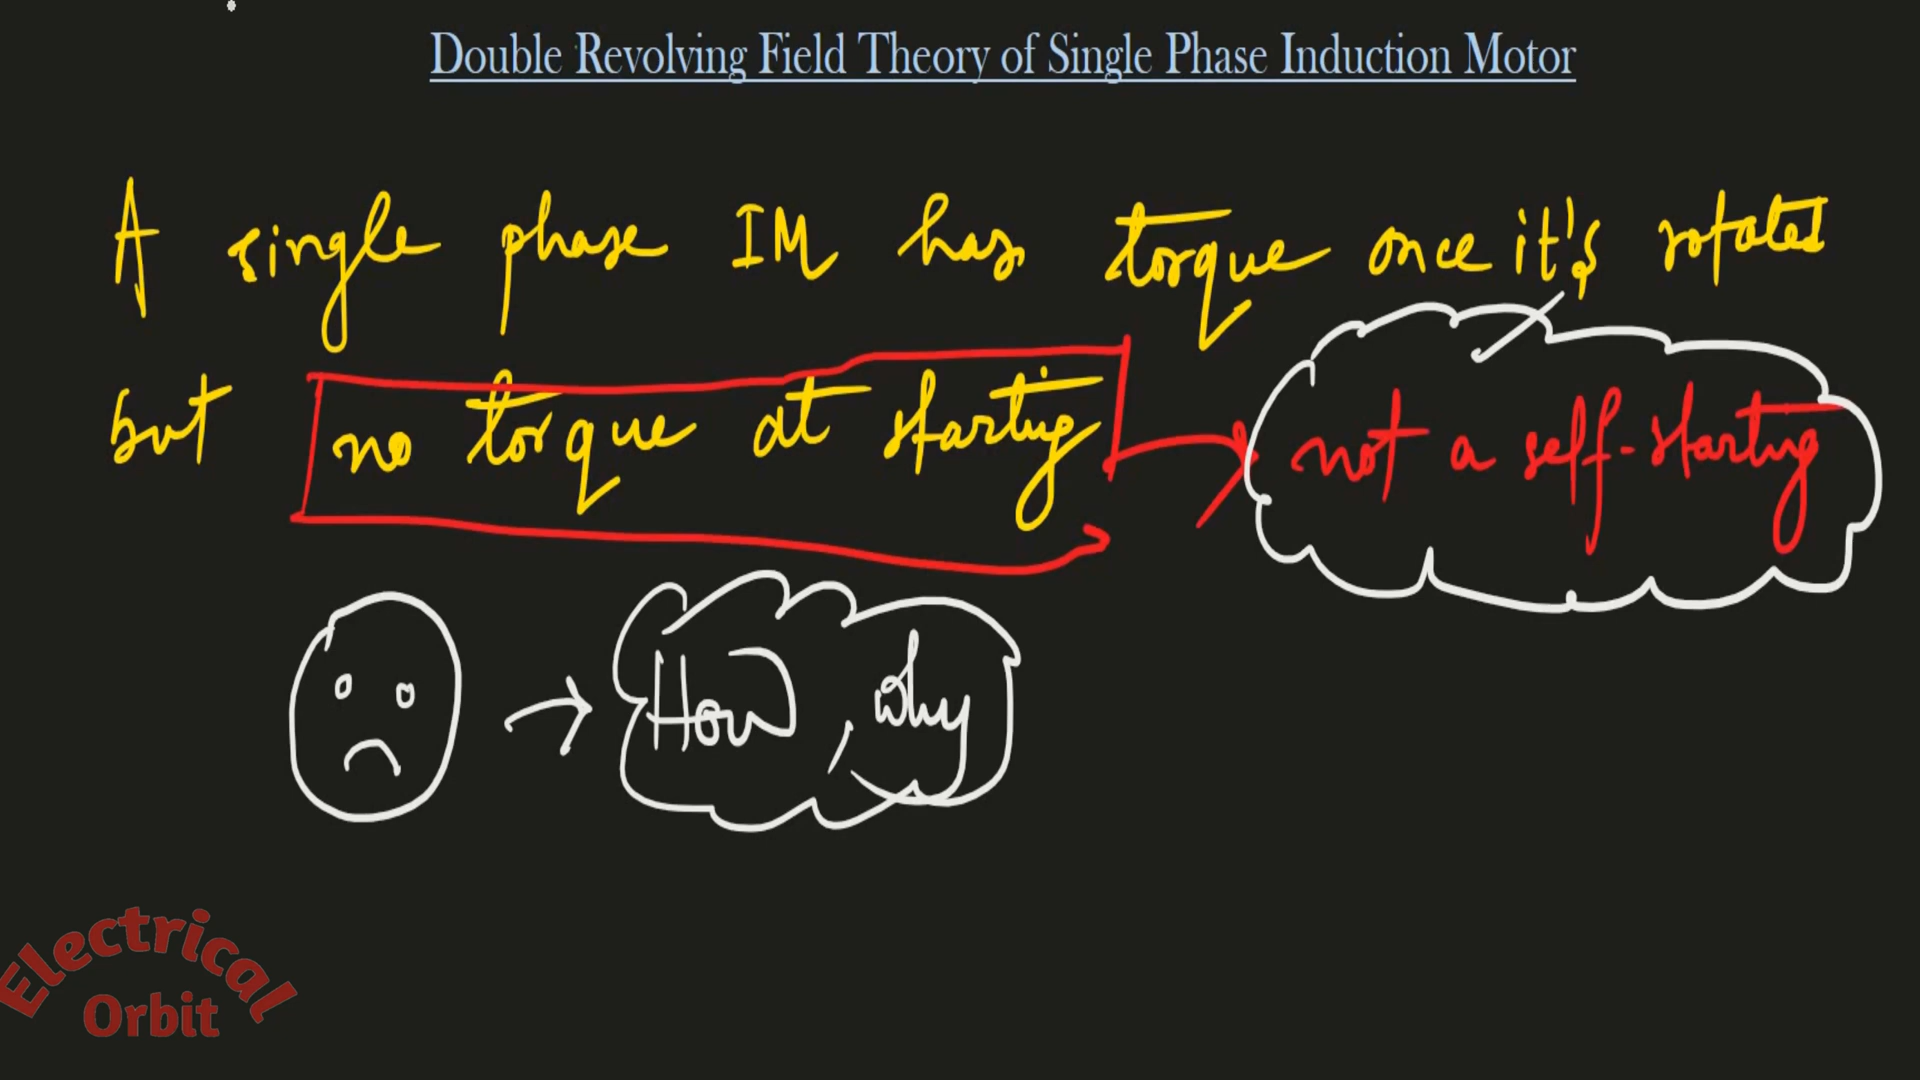 Double Revolving Field Theory of Single Phase Induction Motor
A single phase IM has torque once it's rotated
but no torque at starting not a self-starting
How, why
Electrical
Orbit